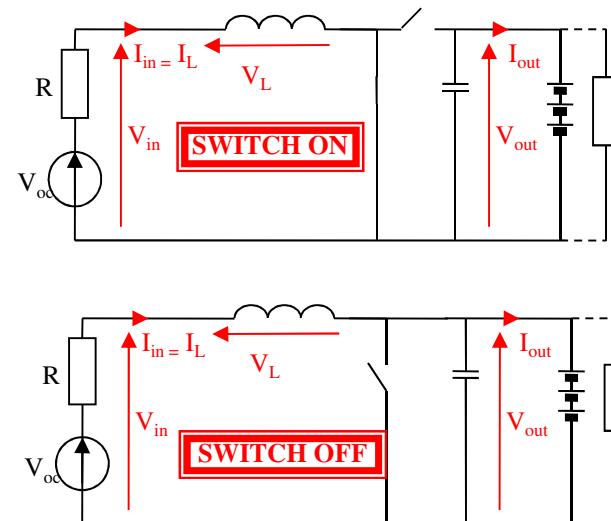 I_in = I_L
I_out
R
V_L
V_in
SWITCH ON
V_out
V_oc
I_in = I_L
I_out
R
V_L
V_in
V_out
SWITCH OFF
V_oc